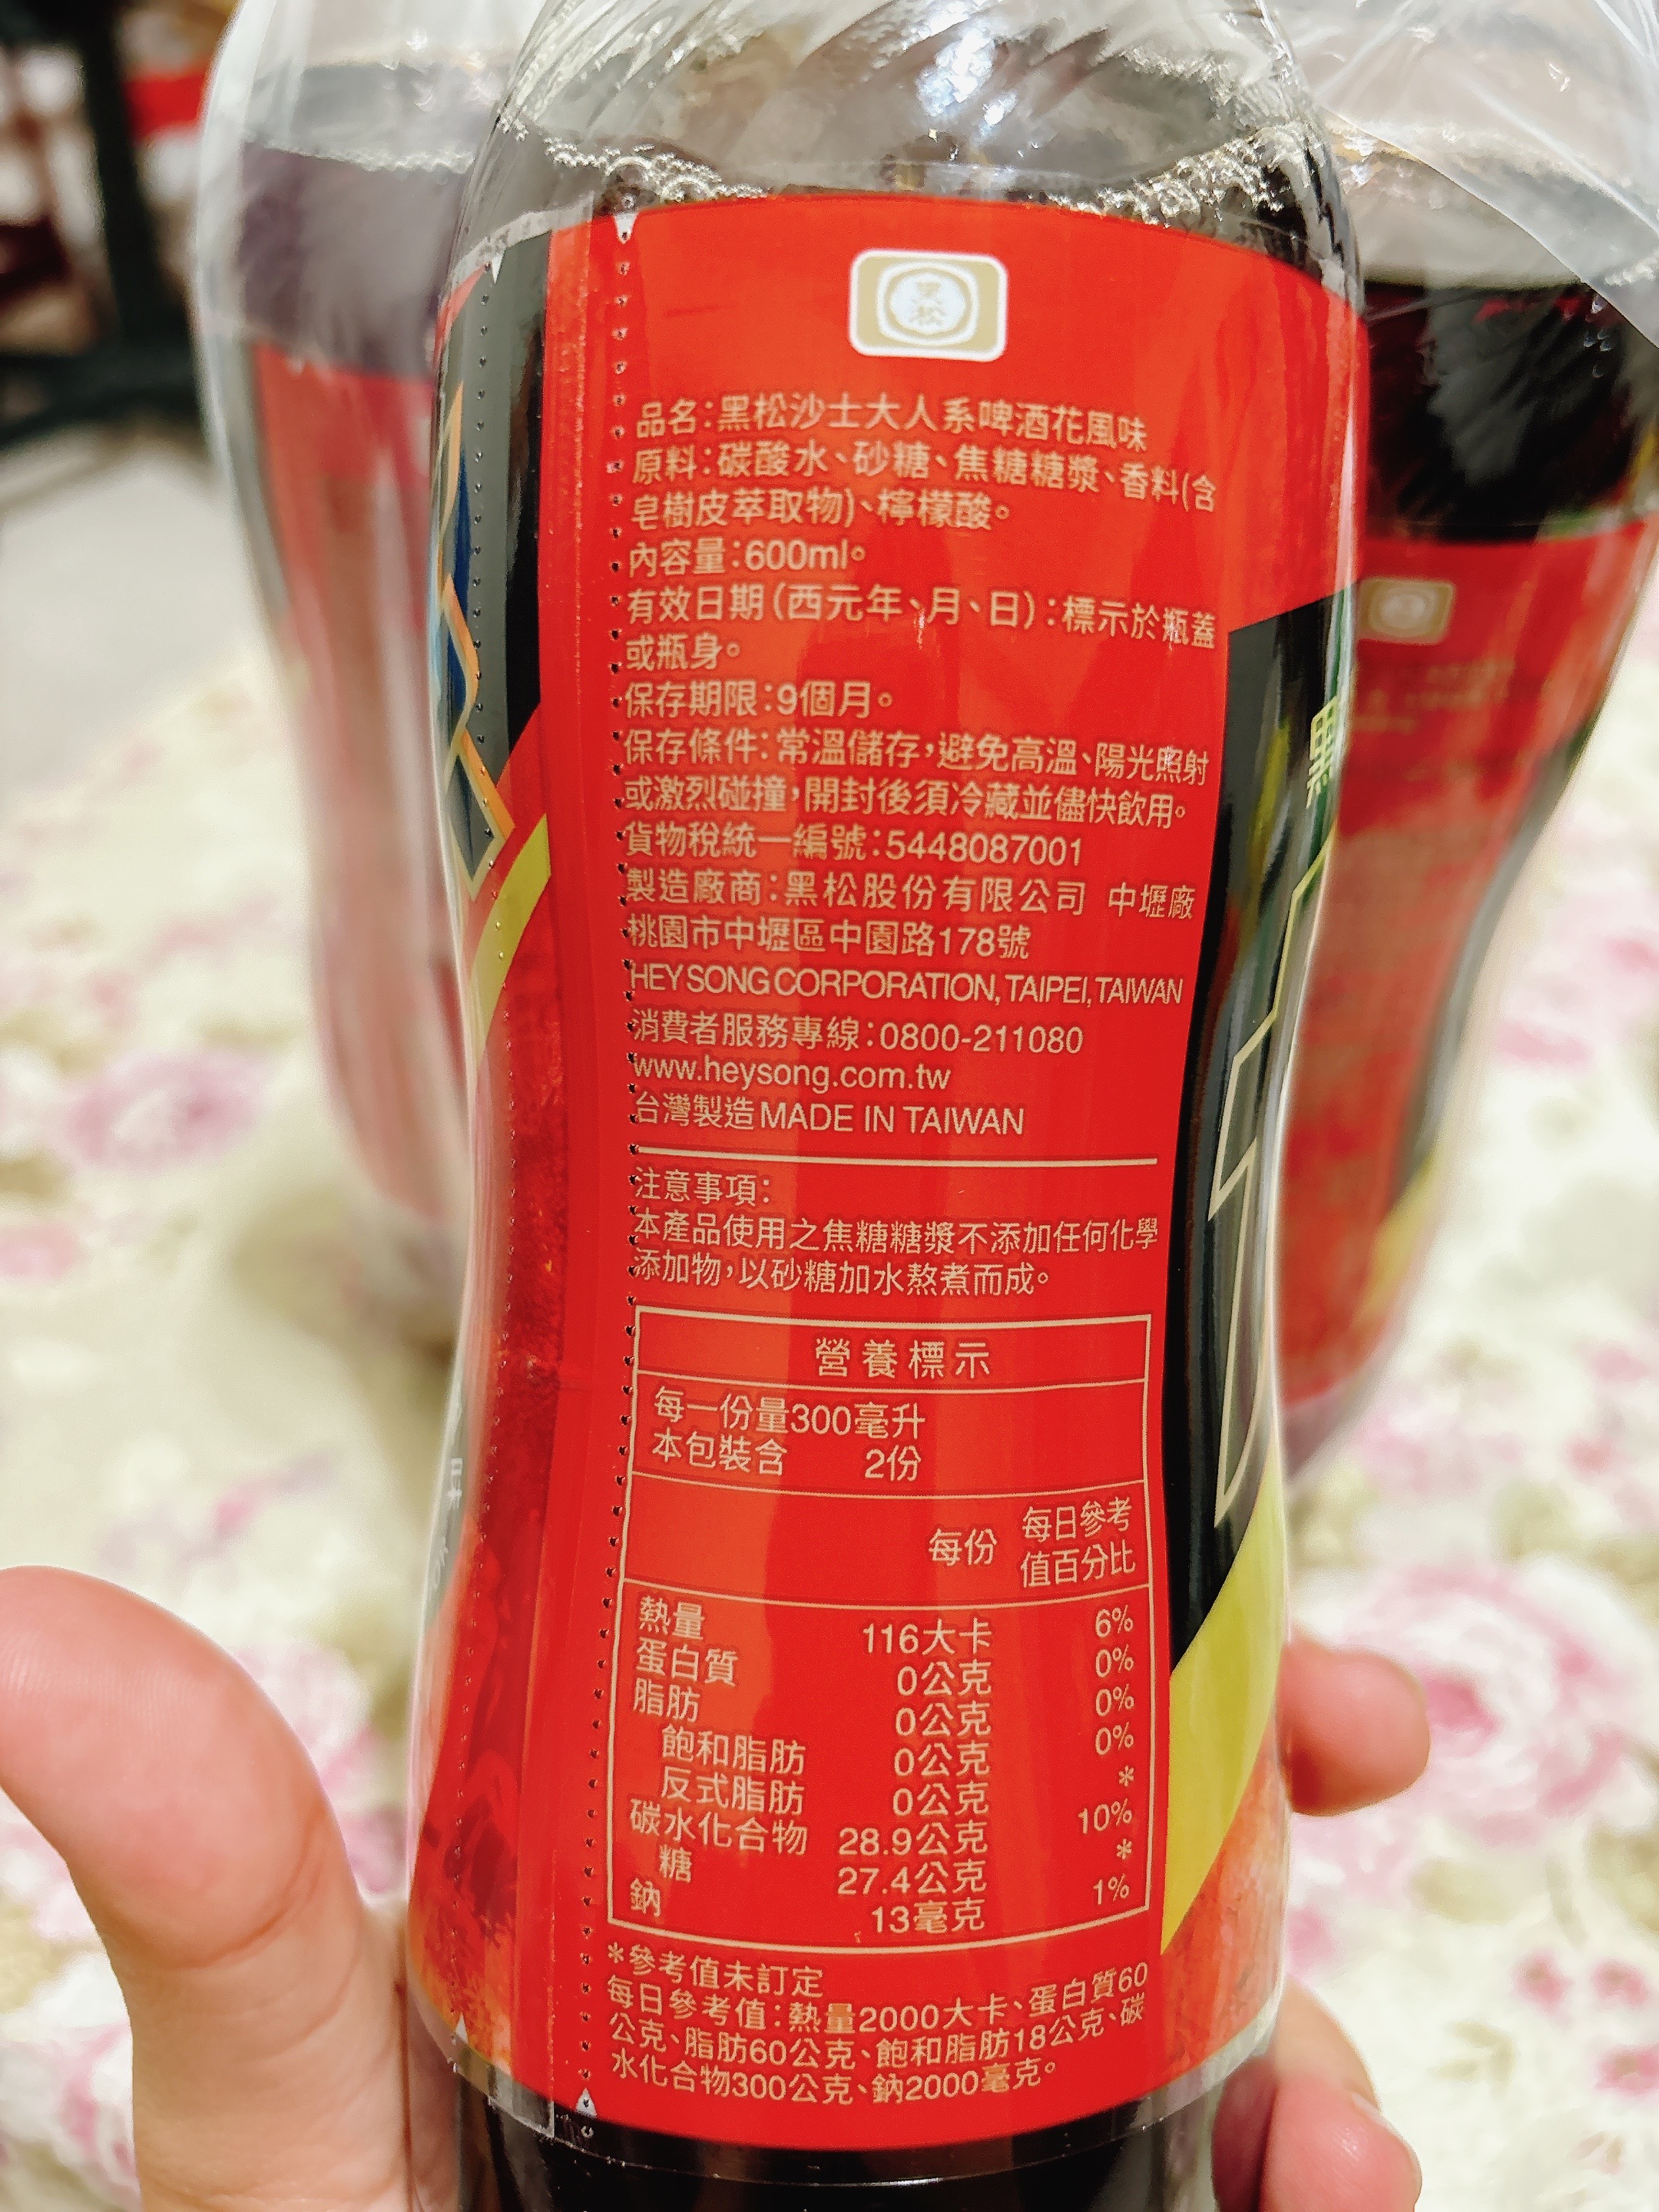 黑松
品名：黑松沙士大人系啤酒花風味
原料：碳酸水、砂糖、焦糖糖漿、香料(含
皂樹皮萃取物)、檸檬酸。
內容量：600ml。
有效日期（西元年、月、日）：標示於瓶蓋
或瓶身。
保存期限：9個月。
保存條件：常溫儲存，避免高溫、陽光照射
或激烈碰撞，開封後須冷藏並儘快飲用。
貨物稅統一編號：5448087001
製造廠商：黑松股份有限公司 中壢廠
桃園市中壢區中園路178號
HEY SONG CORPORATION, TAIPEI, TAIWAN
消費者服務專線：0800-211080
www.heysong.com.tw
台灣製造 MADE IN TAIWAN
注意事項：
本產品使用之焦糖糖漿不添加任何化學
添加物，以砂糖加水熬煮而成。
營養標示
每一份量300毫升
本包裝含 2份
每份 每日參考值百分比
熱量 116大卡 6%
蛋白質 0公克 0%
脂肪 0公克 0%
飽和脂肪 0公克 0%
反式脂肪 0公克 *
碳水化合物 28.9公克 10%
糖 27.4公克 *
鈉 13毫克 1%
*參考值未訂定
每日參考值：熱量2000大卡、蛋白質60
公克、脂肪60公克、飽和脂肪18公克、碳
水化合物300公克、鈉2000毫克。
黑